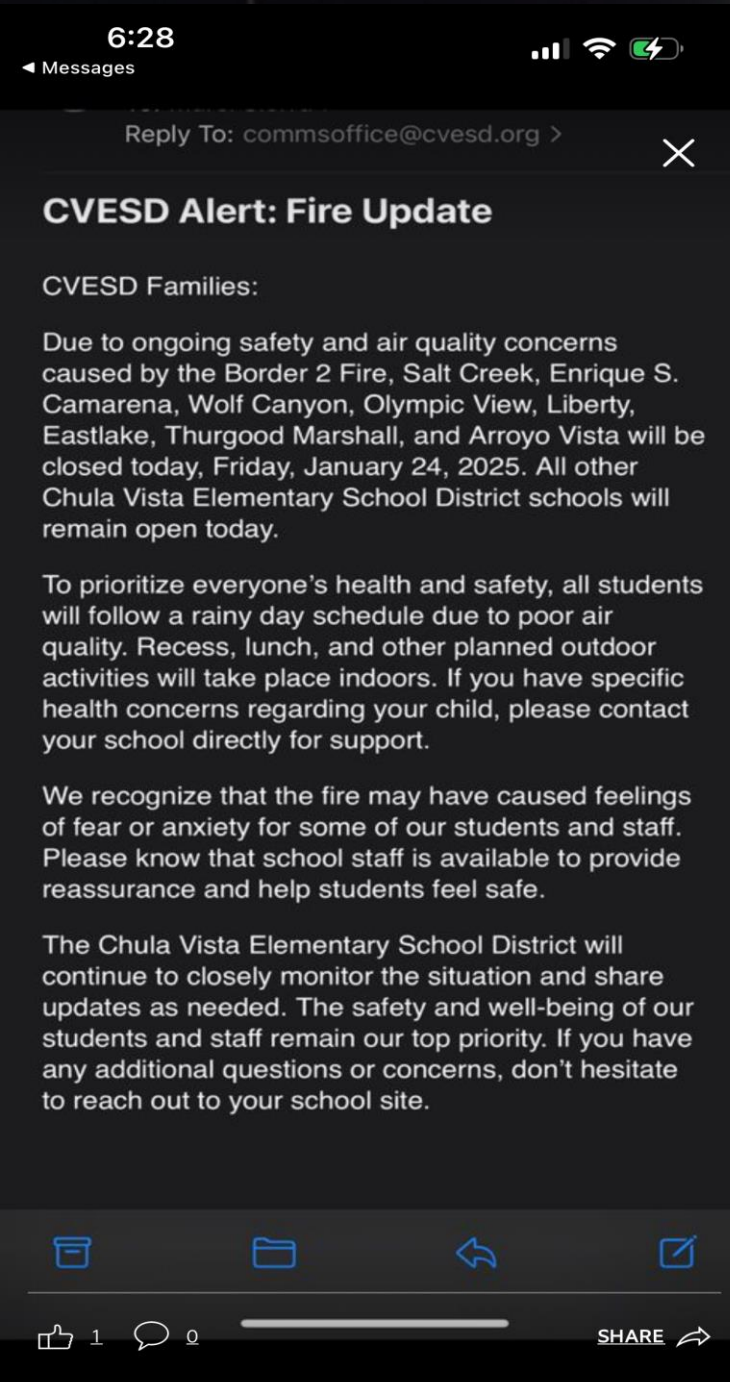 6:28
◄ Messages
Reply To: commsoffice@cvesd.org >
CVESD Alert: Fire Update
CVESD Families:
Due to ongoing safety and air quality concerns
caused by the Border 2 Fire, Salt Creek, Enrique S.
Camarena, Wolf Canyon, Olympic View, Liberty,
Eastlake, Thurgood Marshall, and Arroyo Vista will be
closed today, Friday, January 24, 2025. All other
Chula Vista Elementary School District schools will
remain open today.
To prioritize everyone’s health and safety, all students
will follow a rainy day schedule due to poor air
quality. Recess, lunch, and other planned outdoor
activities will take place indoors. If you have specific
health concerns regarding your child, please contact
your school directly for support.
We recognize that the fire may have caused feelings
of fear or anxiety for some of our students and staff.
Please know that school staff is available to provide
reassurance and help students feel safe.
The Chula Vista Elementary School District will
continue to closely monitor the situation and share
updates as needed. The safety and well-being of our
students and staff remain our top priority. If you have
any additional questions or concerns, don’t hesitate
to reach out to your school site.
1 0 SHARE